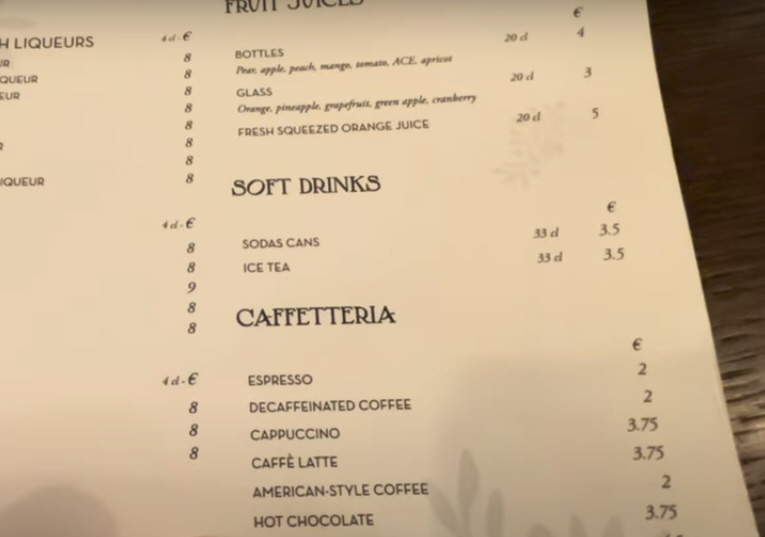 H LIQUEURS 4 cl - €
UR 8
QUEUR 8
EUR 8
8
8
R 8
8
IQUEUR 8
4 cl - €
8
8
9
8
8
4 cl - €
8
8
8
FRUIT JUICES
€
BOTTLES 20 cl 4
Pear, apple, peach, mango, tomato, ACE, apricot
GLASS 20 cl 3
Orange, pineapple, grapefruit, green apple, cranberry
FRESH SQUEEZED ORANGE JUICE 20 cl 5
SOFT DRINKS
€
SODAS CANS 33 cl 3.5
ICE TEA 33 cl 3.5
CAFFETTERIA
€
ESPRESSO 2
DECAFFEINATED COFFEE 2
CAPPUCCINO 3.75
CAFFÈ LATTE 3.75
AMERICAN-STYLE COFFEE 2
HOT CHOCOLATE 3.75